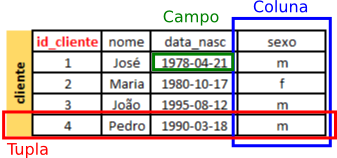 Coluna
Campo
id_cliente nome data_nasc sexo
1 José 1978-04-21 m
2 Maria 1980-10-17 f
3 João 1995-08-12 m
4 Pedro 1990-03-18 m
cliente
Tupla